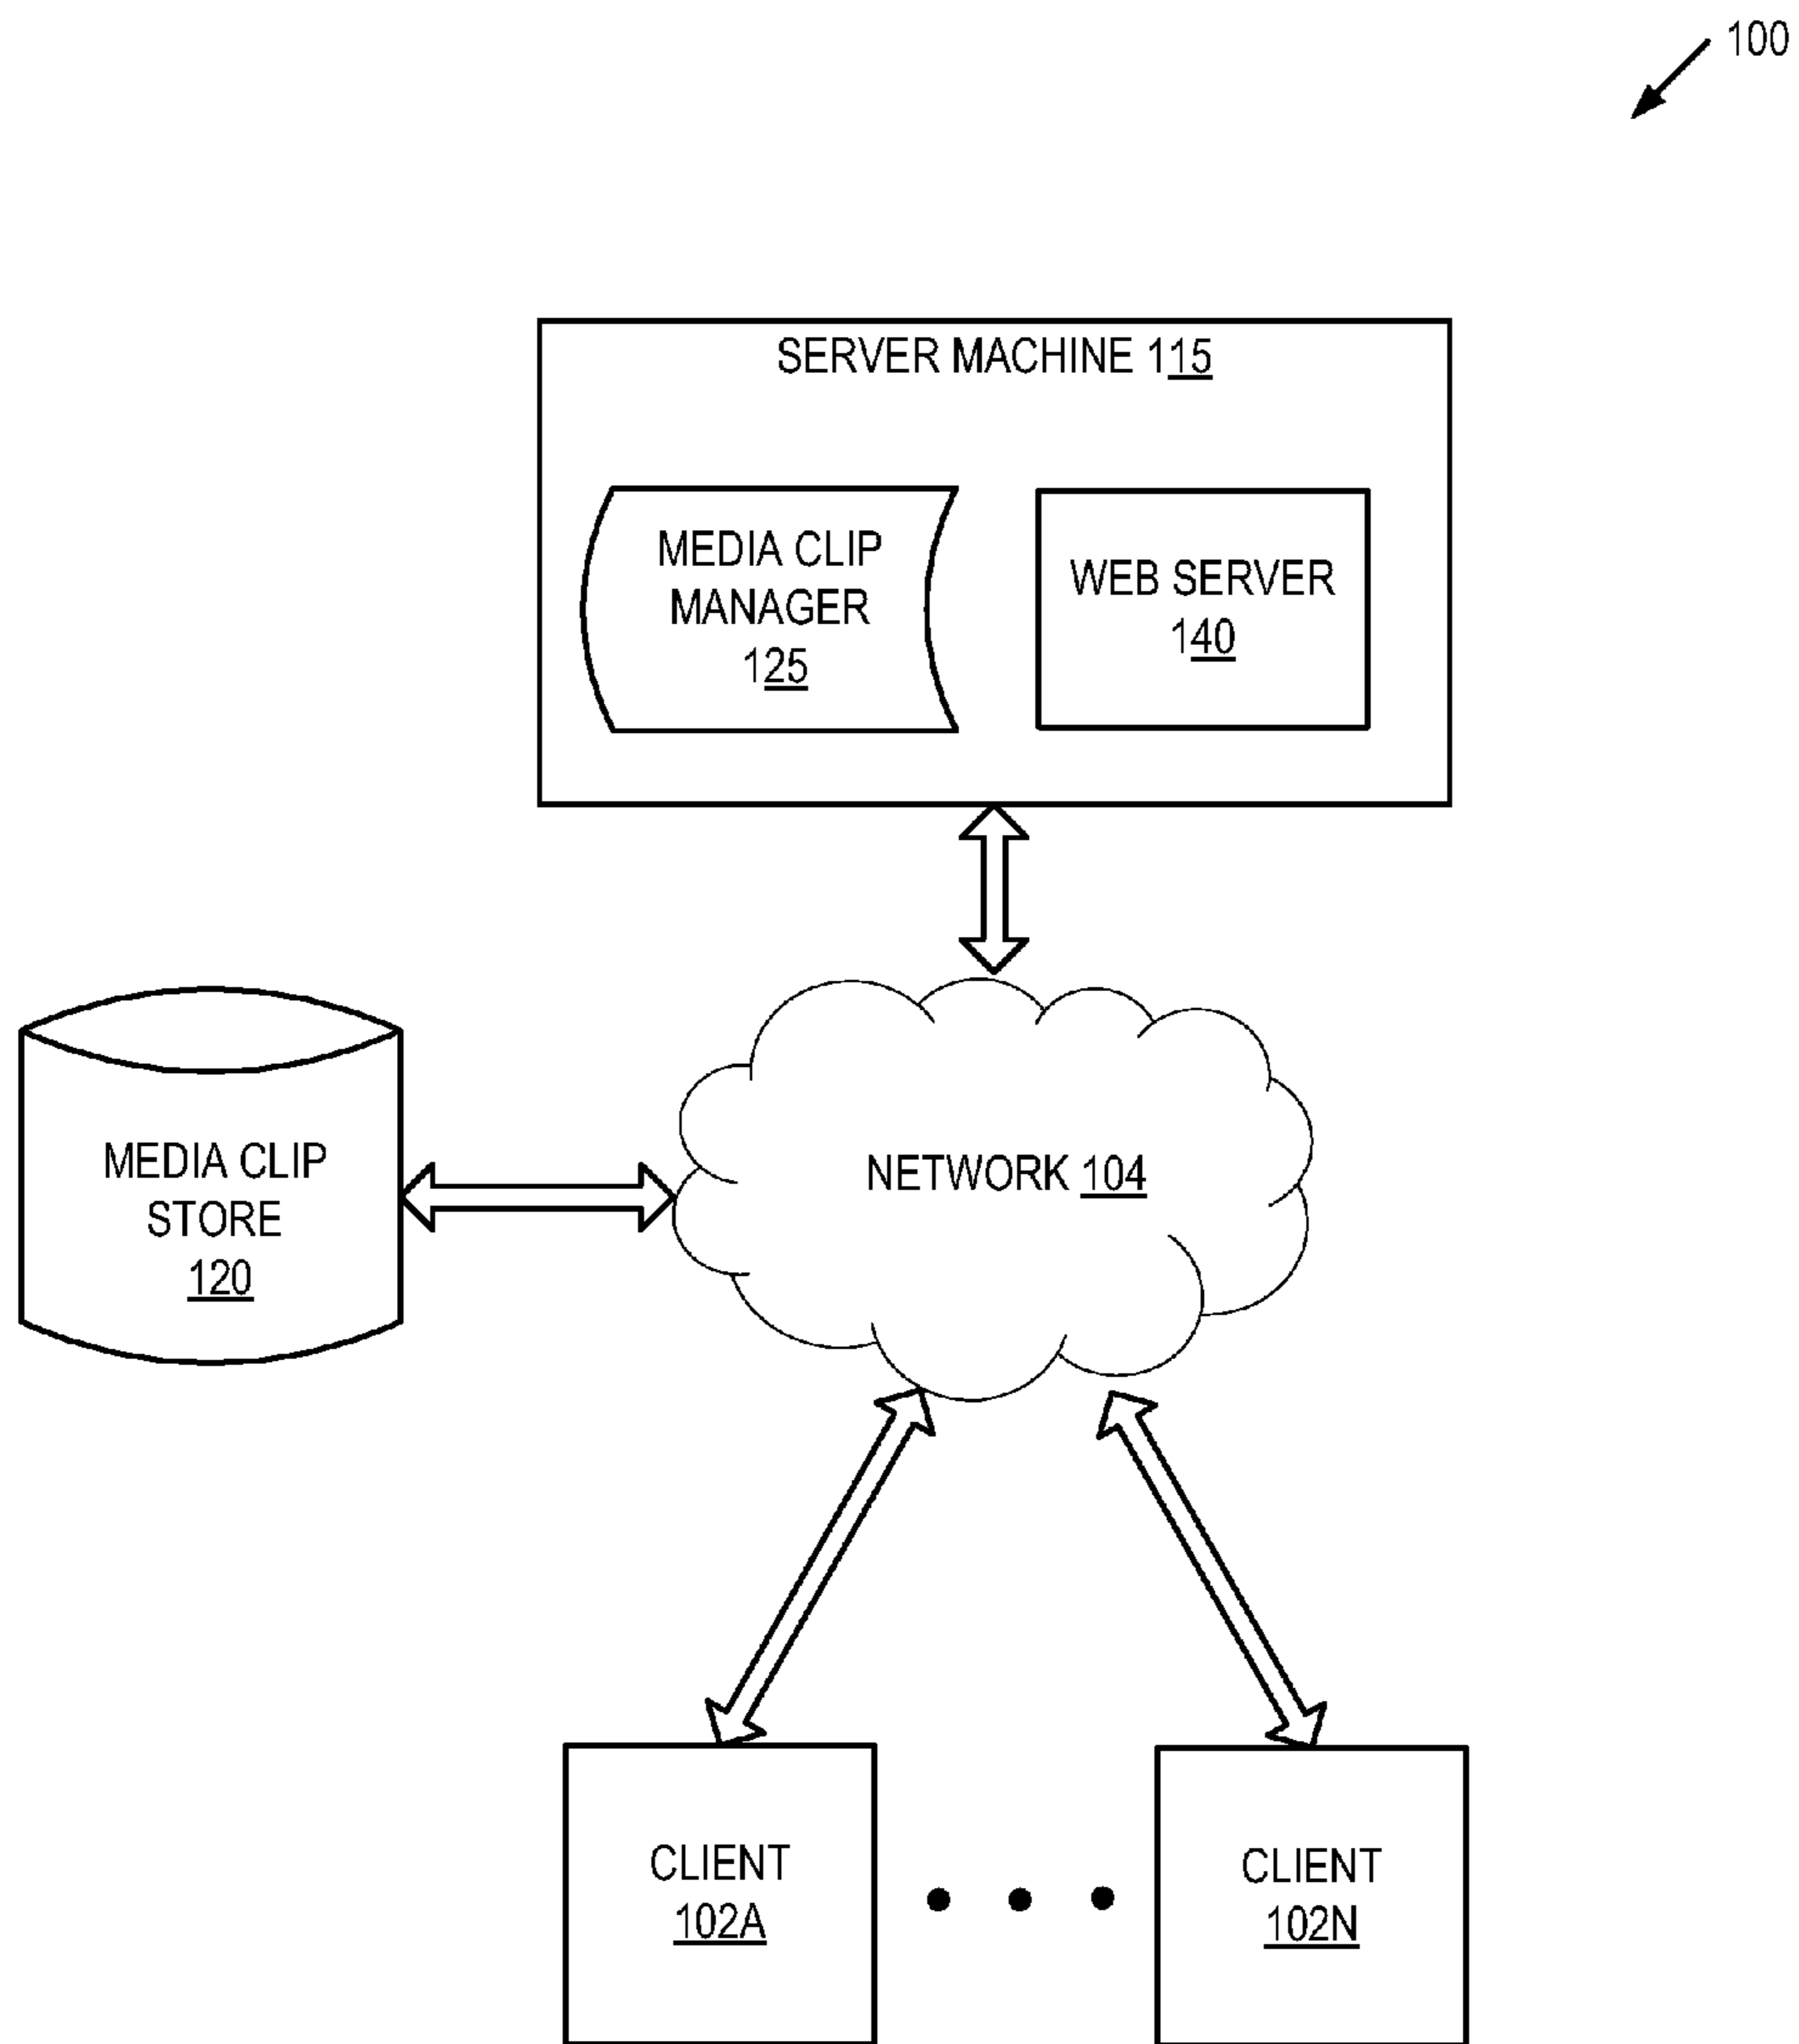 100
SERVER MACHINE 115
MEDIA CLIP
MANAGER
125
WEB SERVER
140
NETWORK 104
MEDIA CLIP
STORE
120
CLIENT
102A
CLIENT
102N